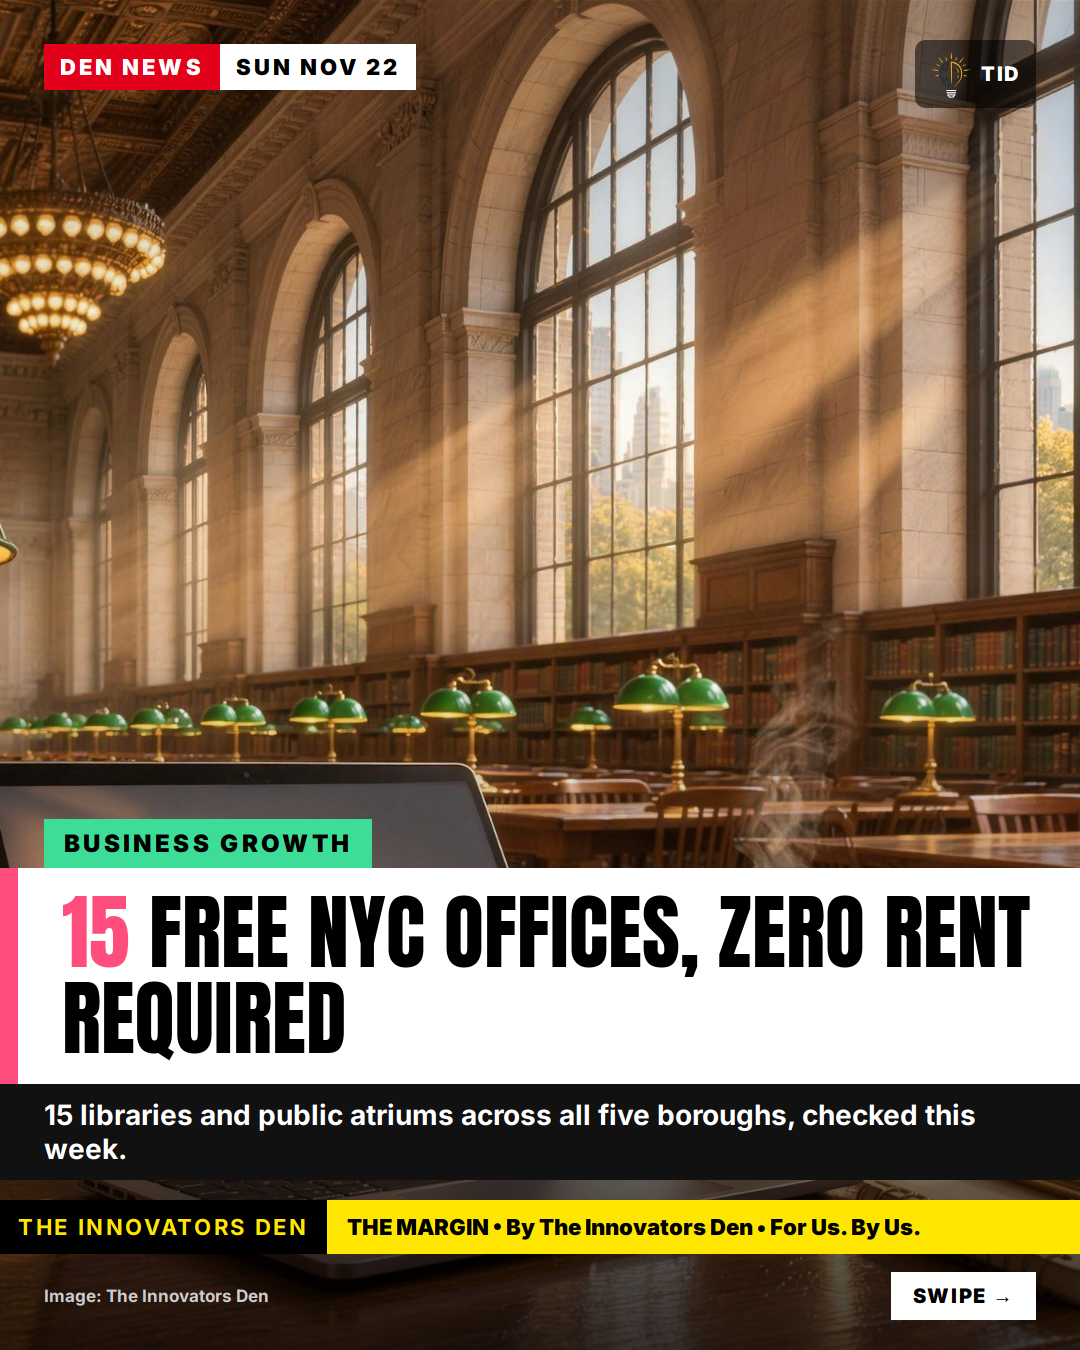 DEN NEWS SUN NOV 22
TID
BUSINESS GROWTH
15 FREE NYC OFFICES, ZERO RENT
REQUIRED
15 libraries and public atriums across all five boroughs, checked this
week.
THE INNOVATORS DEN THE MARGIN • By The Innovators Den • For Us. By Us.
Image: The Innovators Den
SWIPE →